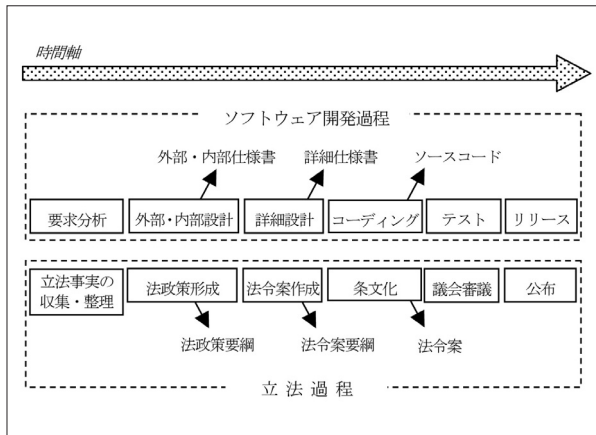 時間軸
ソフトウェア開発過程
外部・内部仕様書 詳細仕様書 ソースコード
要求分析 外部・内部設計 詳細設計 コーディング テスト リリース
立法事実の
収集・整理
法政策形成 法令案作成 条文化 議会審議 公布
法政策要綱 法令案要綱 法令案
立法過程